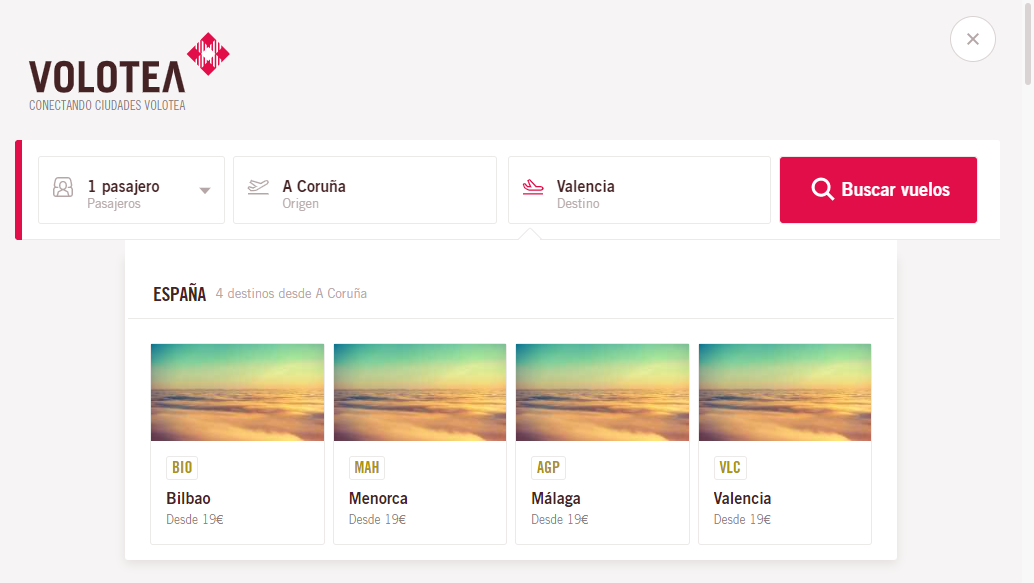 VOLOTEA
CONECTANDO CIUDADES VOLOTEA
1 pasajero
Pasajeros
A Coruña
Origen
Valencia
Destino
Buscar vuelos
ESPAÑA 4 destinos desde A Coruña
BIO
Bilbao
Desde 19€
MAH
Menorca
Desde 19€
AGP
Málaga
Desde 19€
VLC
Valencia
Desde 19€